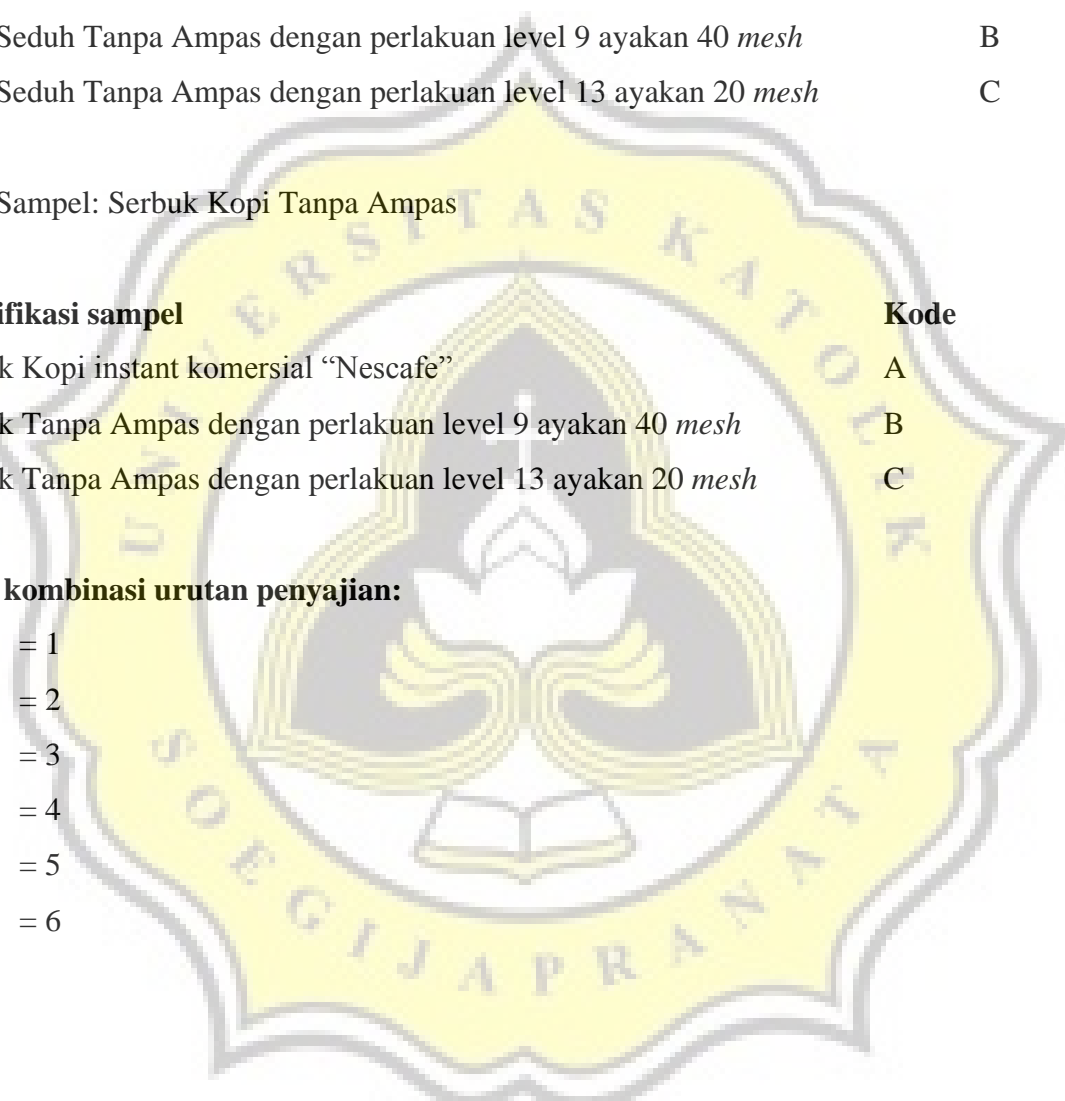 Seduh Tanpa Ampas dengan perlakuan level 9 ayakan 40 mesh B
Seduh Tanpa Ampas dengan perlakuan level 13 ayakan 20 mesh C
Sampel: Serbuk Kopi Tanpa Ampas
ifikasi sampel Kode
k Kopi instant komersial “Nescafe” A
k Tanpa Ampas dengan perlakuan level 9 ayakan 40 mesh B
k Tanpa Ampas dengan perlakuan level 13 ayakan 20 mesh C
kombinasi urutan penyajian:
= 1
= 2
= 3
= 4
= 5
= 6
UNIVERSITAS KATOLIK
SOEGIJAPRANATA